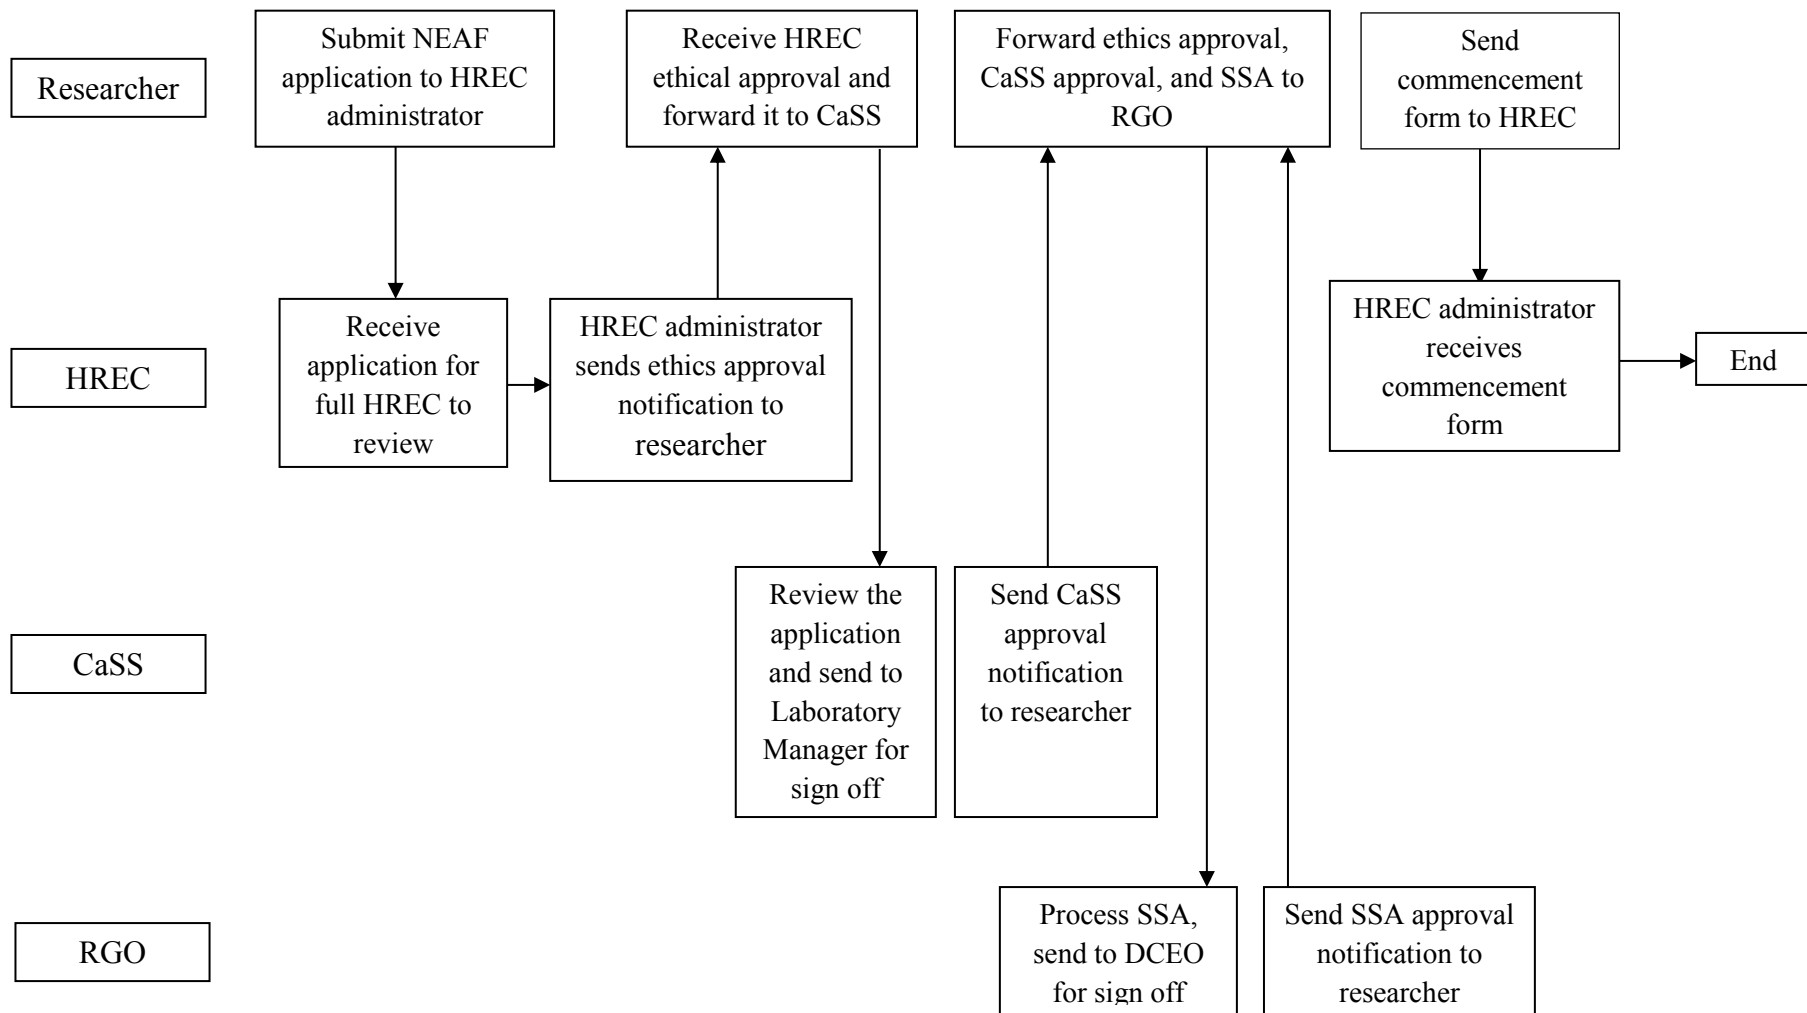 Researcher
Submit NEAF
application to HREC
administrator
Receive HREC
ethical approval and
forward it to CaSS
Forward ethics approval,
CaSS approval, and SSA to
RGO
Send
commencement
form to HREC
HREC
Receive
application for
full HREC to
review
HREC administrator
sends ethics approval
notification to
researcher
HREC administrator
receives
commencement
form
End
CaSS
Review the
application
and send to
Laboratory
Manager for
sign off
Send CaSS
approval
notification
to researcher
RGO
Process SSA,
send to DCEO
for sign off
Send SSA approval
notification to
researcher